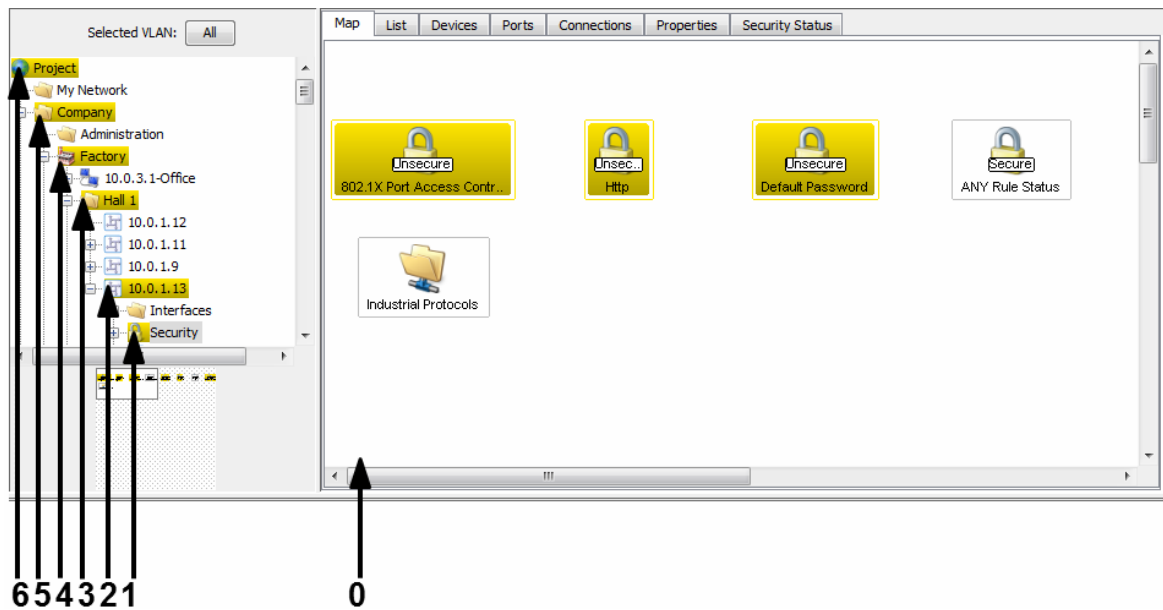 Selected VLAN: All
Map List Devices Ports Connections Properties Security Status
Project
My Network
Company
Administration
Factory
10.0.3.1-Office
Hall 1
10.0.1.12
10.0.1.11
10.0.1.9
10.0.1.13
Interfaces
Security
Unsecure Unsec... Unsecure Secure
802.1X Port Access Contr... Http Default Password ANY Rule Status
Industrial Protocols
6 5 4 3 2 1 0